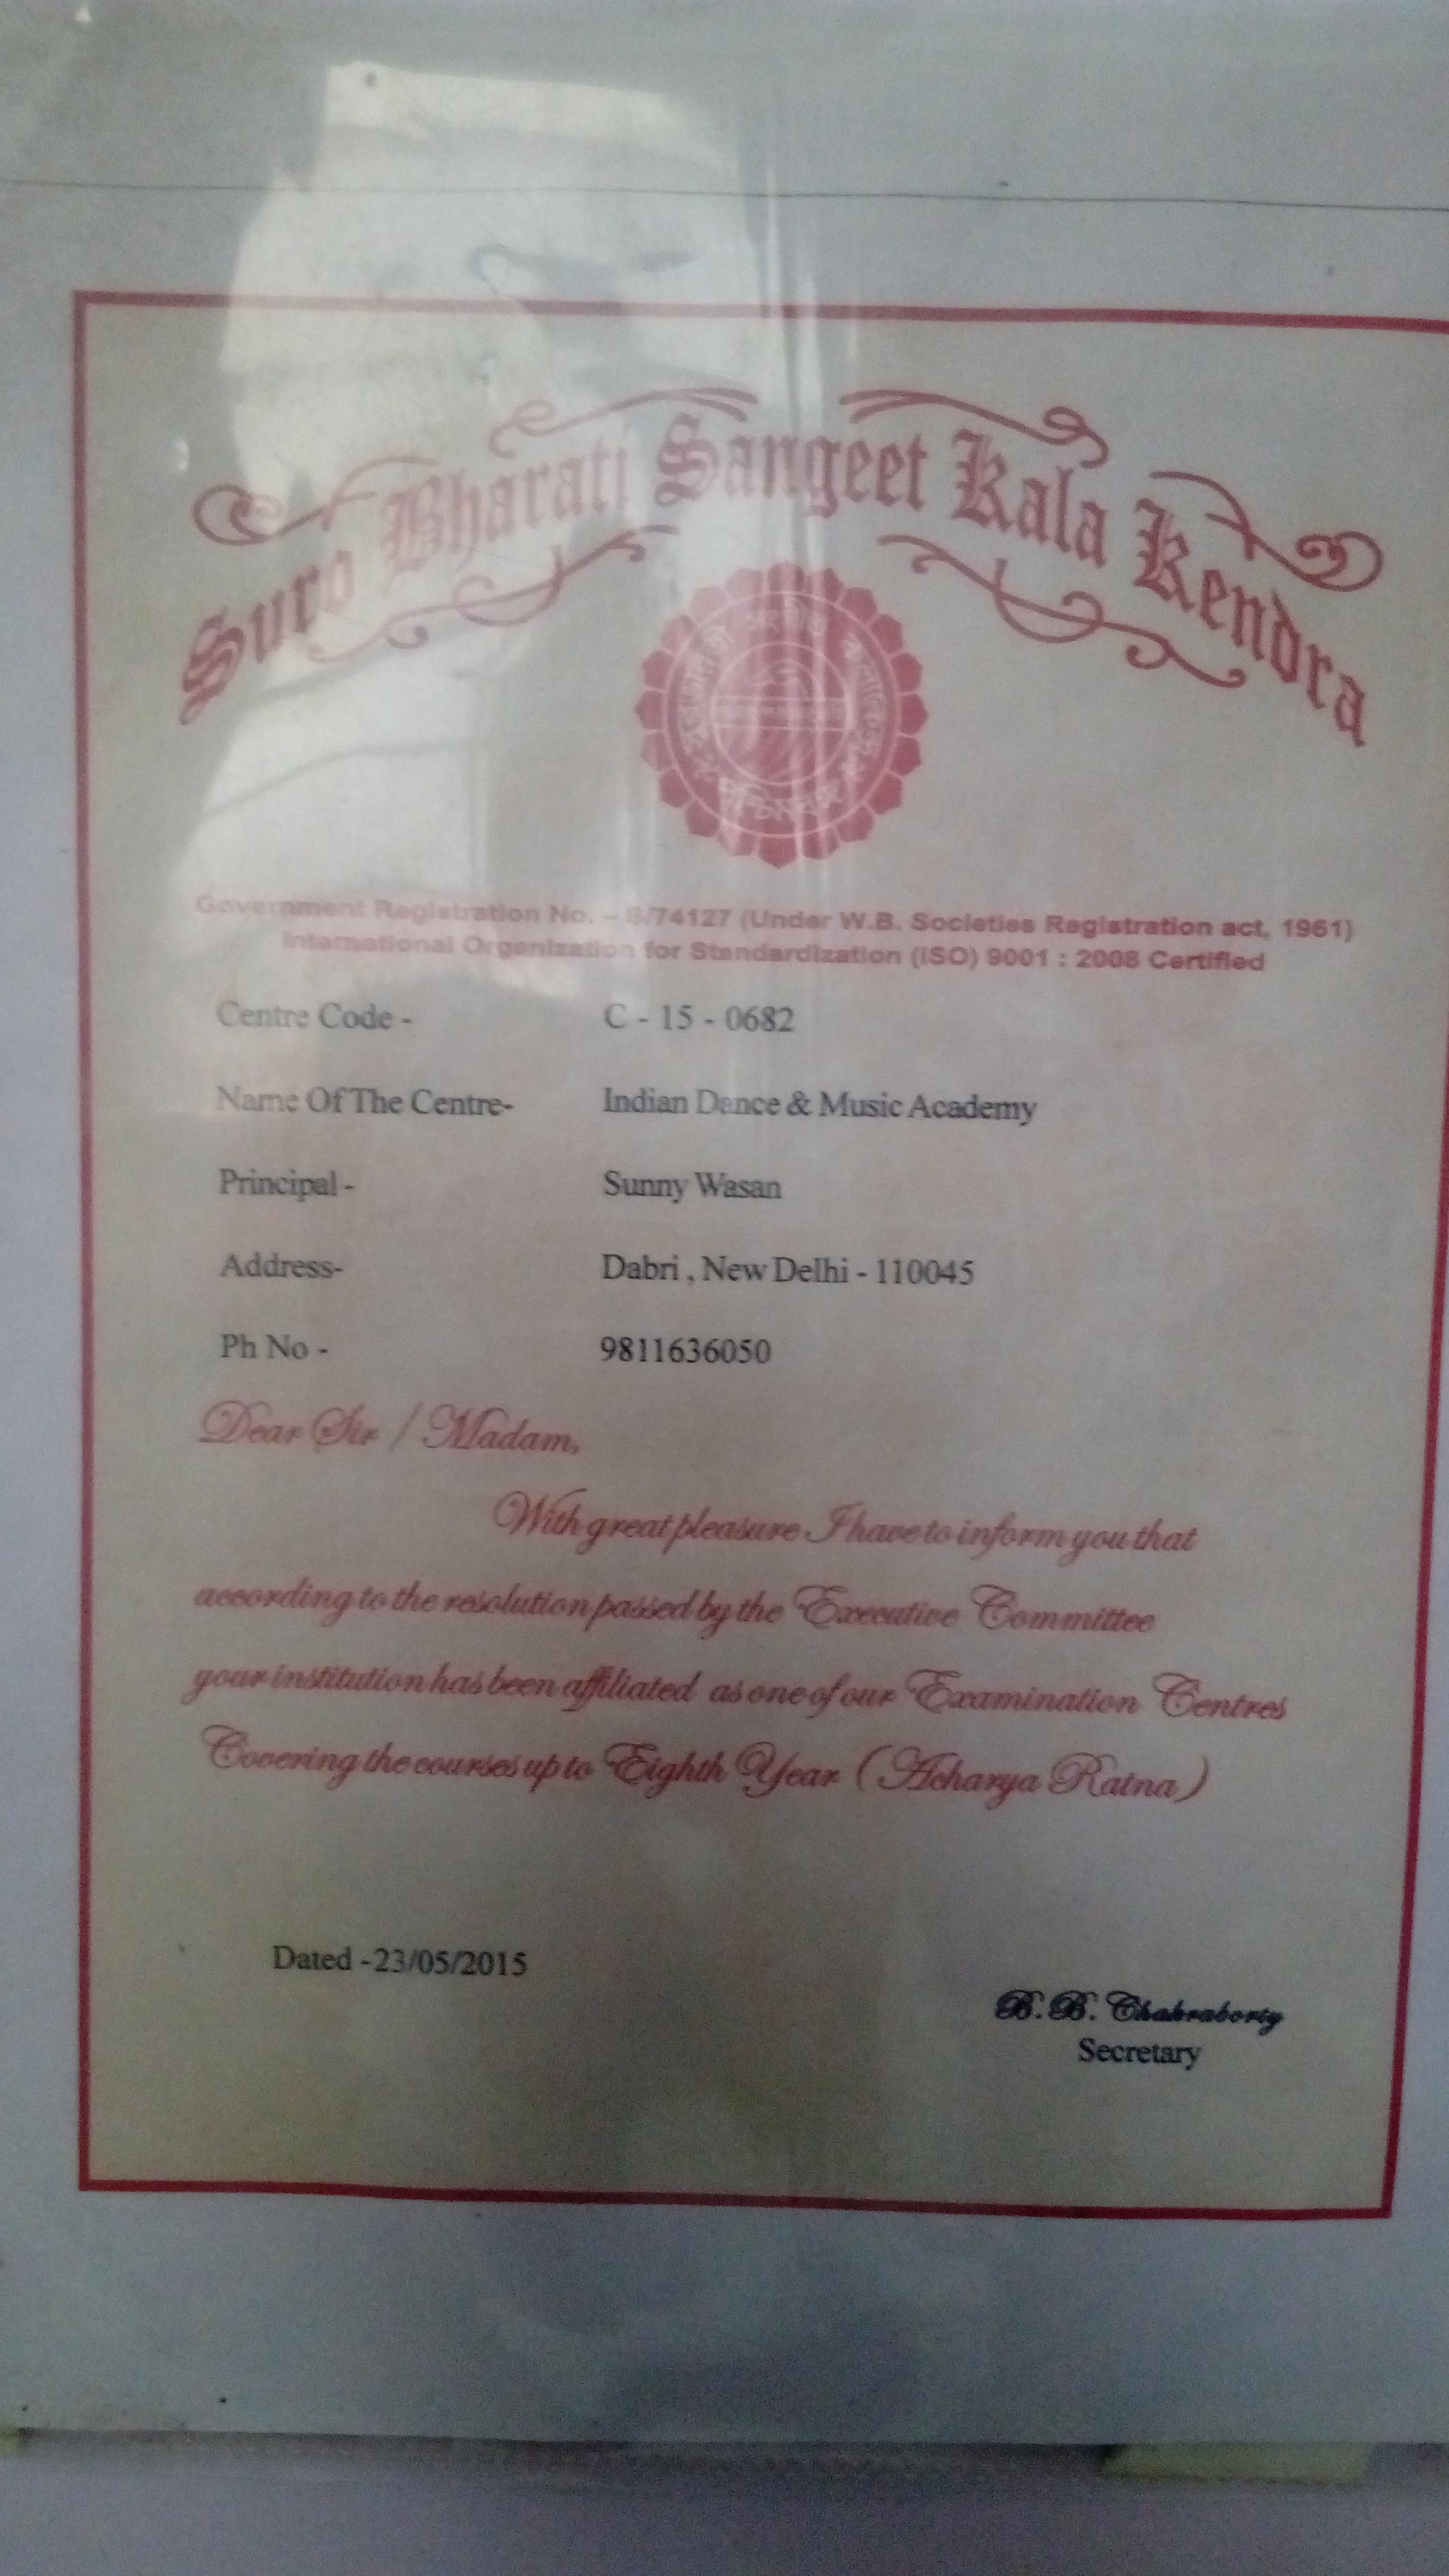 Suro Bharati Sangeet Kala Kendra
Government Registration No. – S/74127 (Under W.B. Societies Registration act, 1961)
International Organization for Standardization (ISO) 9001 : 2008 Certified
Centre Code - C - 15 - 0682
Name Of The Centre- Indian Dance & Music Academy
Principal - Sunny Wasan
Address- Dabri , New Delhi - 110045
Ph No - 9811636050
Dear Sir / Madam,
With great pleasure I have to inform you that
according to the resolution passed by the Executive Committee
your institution has been affiliated as one of our Examination Centres
Covering the courses up to Eighth Year ( Acharya Ratna )
Dated -23/05/2015
B.B. Chakraborty
Secretary